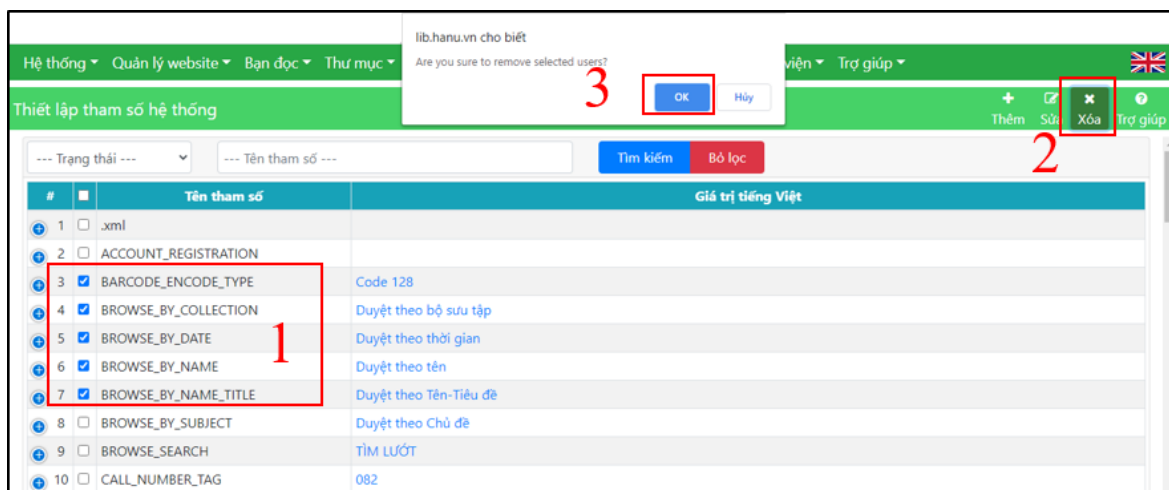 lib.hanu.vn cho biết
Are you sure to remove selected users?
3
OK Hủy
Hệ thống Quản lý website Bạn đọc Thư mục viện Trợ giúp
Thiết lập tham số hệ thống
Thêm Sửa Xóa Trợ giúp
2
--- Trạng thái --- --- Tên tham số --- Tìm kiếm Bỏ lọc
# Tên tham số Giá trị tiếng Việt
1 .xml
2 ACCOUNT_REGISTRATION
3 BARCODE_ENCODE_TYPE Code 128
4 BROWSE_BY_COLLECTION Duyệt theo bộ sưu tập
5 BROWSE_BY_DATE Duyệt theo thời gian
1
6 BROWSE_BY_NAME Duyệt theo tên
7 BROWSE_BY_NAME_TITLE Duyệt theo Tên-Tiêu đề
8 BROWSE_BY_SUBJECT Duyệt theo Chủ đề
9 BROWSE_SEARCH TÌM LƯỚT
10 CALL_NUMBER_TAG 082